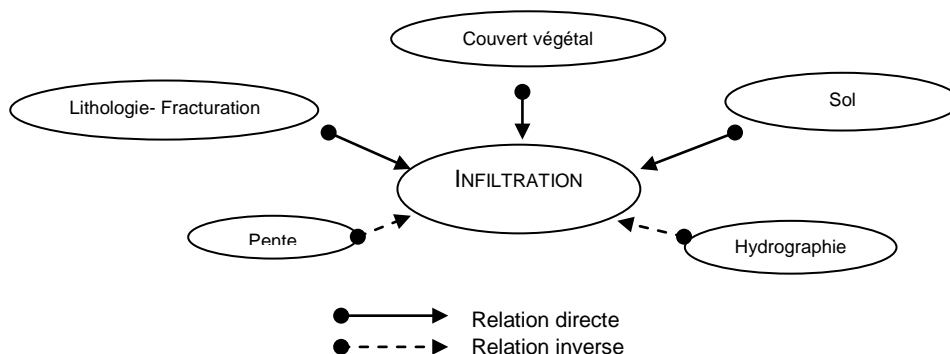 Couvert végétal
Lithologie- Fracturation
Sol
INFILTRATION
Pente
Hydrographie
Relation directe
Relation inverse